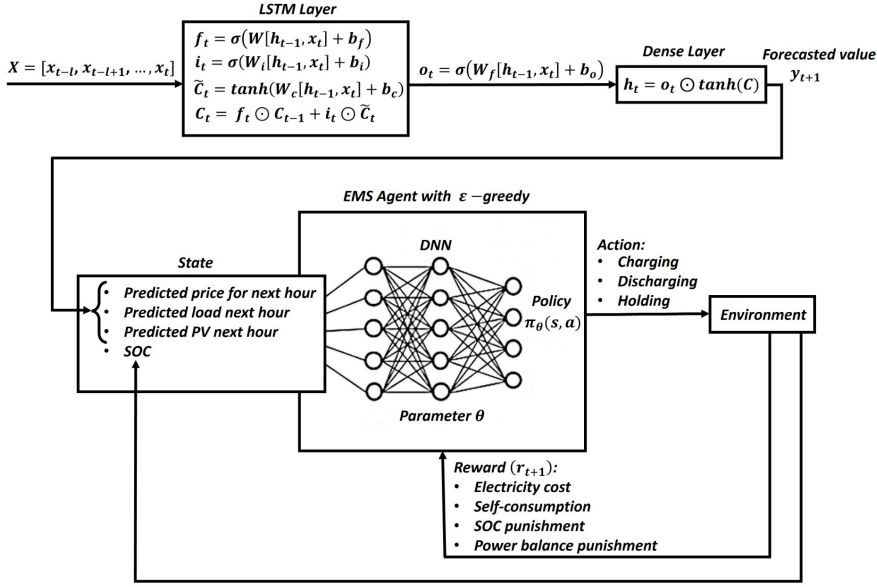 LSTM Layer
X = [x_{t-l}, x_{t-l+1}, …, x_t]
f_t = σ(W[h_{t-1}, x_t] + b_f)
i_t = σ(W_i[h_{t-1}, x_t] + b_i)
C̃_t = tanh(W_c[h_{t-1}, x_t] + b_c)
C_t = f_t ⊙ C_{t-1} + i_t ⊙ C̃_t
o_t = σ(W_f[h_{t-1}, x_t] + b_o)
Dense Layer
h_t = o_t ⊙ tanh(C)
Forecasted value
y_{t+1}
EMS Agent with ε −greedy
State
• Predicted price for next hour
• Predicted load next hour
• Predicted PV next hour
• SOC
DNN
Policy
π_θ(s, a)
Parameter θ
Action:
• Charging
• Discharging
• Holding
Environment
Reward (r_{t+1}):
• Electricity cost
• Self-consumption
• SOC punishment
• Power balance punishment